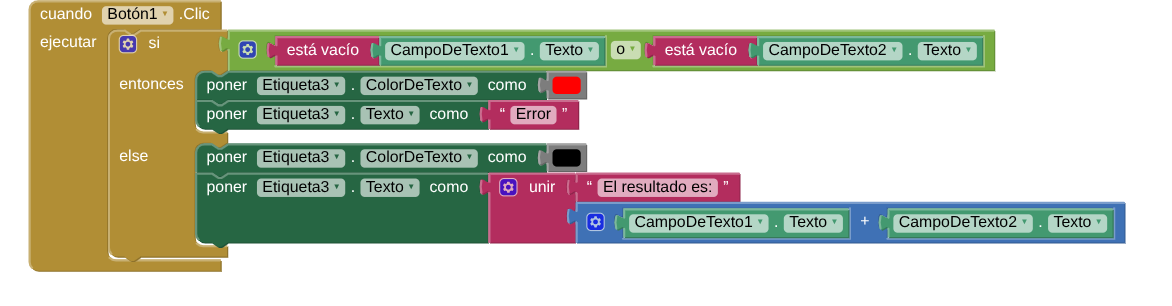 cuando Botón1 .Clic
ejecutar si está vacío CampoDeTexto1 . Texto o está vacío CampoDeTexto2 . Texto
entonces poner Etiqueta3 . ColorDeTexto como
poner Etiqueta3 . Texto como “ Error ”
else poner Etiqueta3 . ColorDeTexto como
poner Etiqueta3 . Texto como unir “ El resultado es: ”
CampoDeTexto1 . Texto + CampoDeTexto2 . Texto